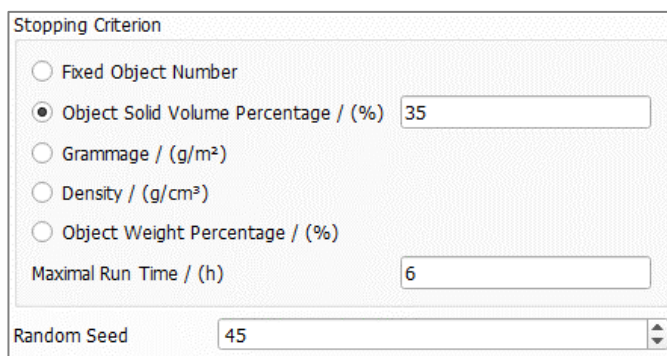 Stopping Criterion
Fixed Object Number
Object Solid Volume Percentage / (%) 35
Grammage / (g/m²)
Density / (g/cm³)
Object Weight Percentage / (%)
Maximal Run Time / (h) 6
Random Seed 45